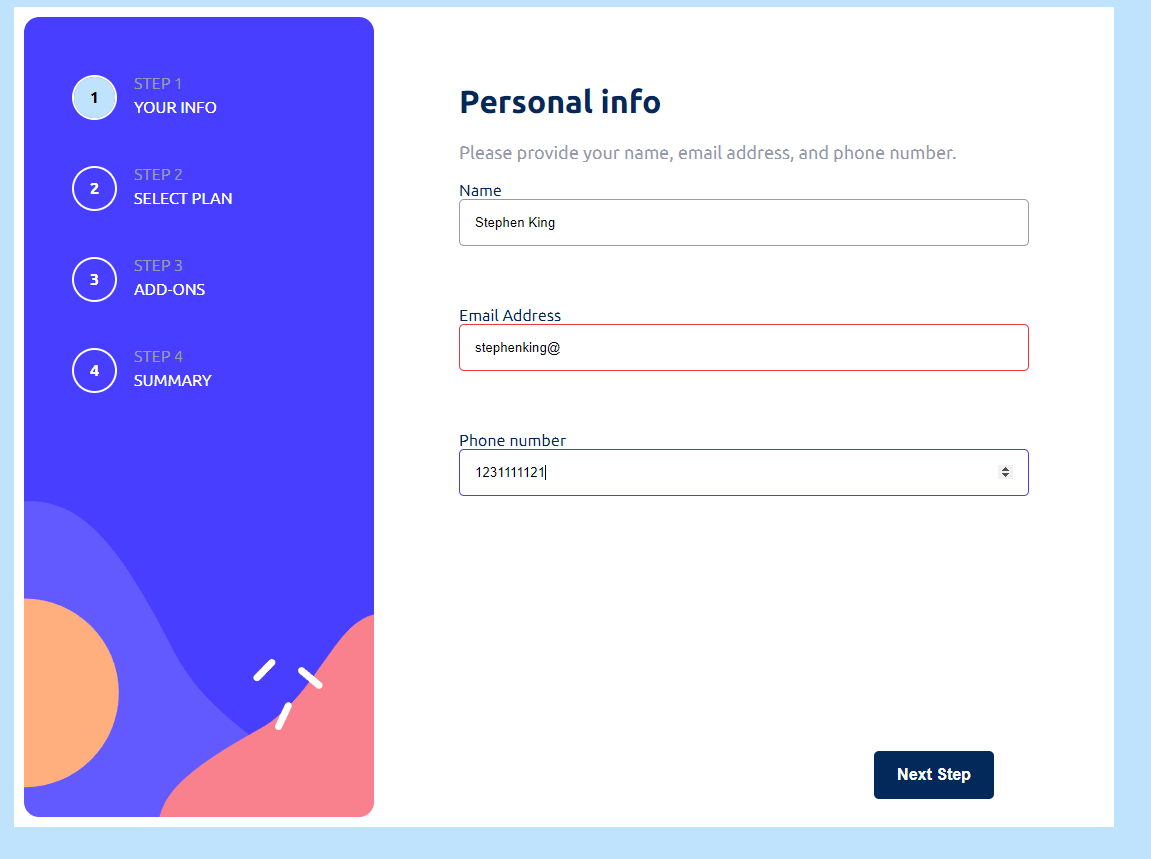 1
STEP 1
YOUR INFO
2
STEP 2
SELECT PLAN
3
STEP 3
ADD-ONS
4
STEP 4
SUMMARY
Personal info
Please provide your name, email address, and phone number.
Name
Stephen King
Email Address
stephenking@
Phone number
1231111121
Next Step